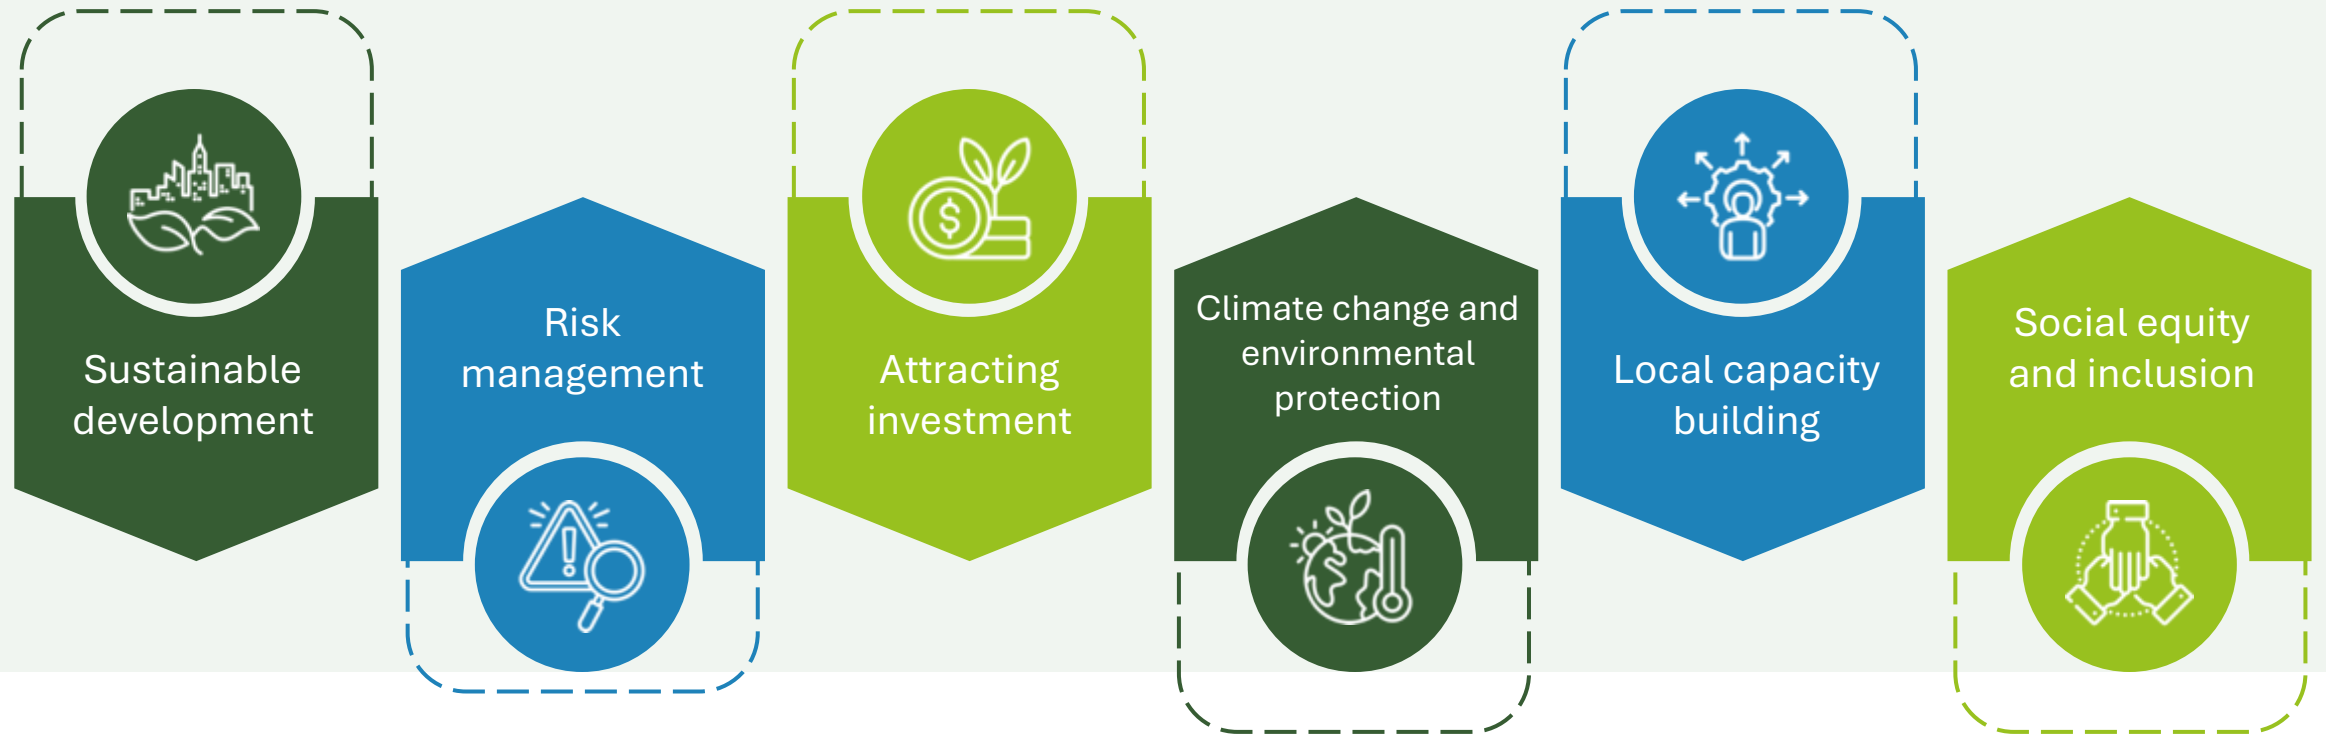 Sustainable
development
Risk
management
Attracting
investment
Climate change and
environmental
protection
Local capacity
building
Social equity
and inclusion